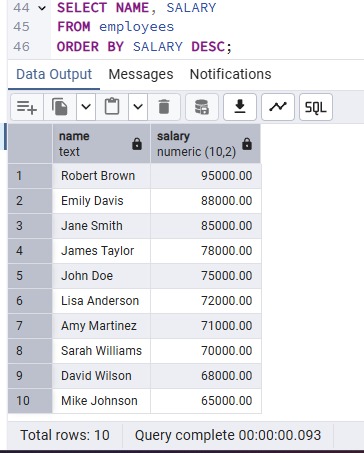 44 SELECT NAME, SALARY
45 FROM employees
46 ORDER BY SALARY DESC;
Data Output Messages Notifications
SQL
name salary
text numeric (10,2)
1 Robert Brown 95000.00
2 Emily Davis 88000.00
3 Jane Smith 85000.00
4 James Taylor 78000.00
5 John Doe 75000.00
6 Lisa Anderson 72000.00
7 Amy Martinez 71000.00
8 Sarah Williams 70000.00
9 David Wilson 68000.00
10 Mike Johnson 65000.00
Total rows: 10 Query complete 00:00:00.093